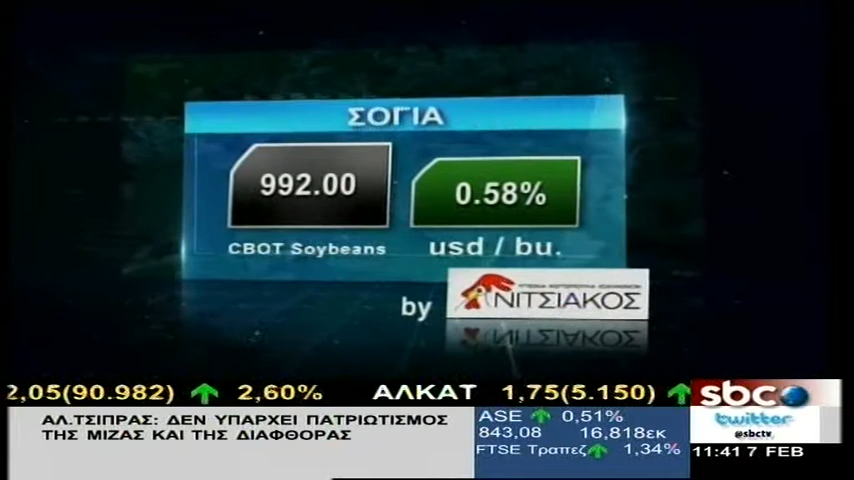 ΣΟΓΙΑ
992.00
0.58%
CBOT Soybeans
usd / bu.
by
ΝΙΤΣΙΑΚΟΣ
2,05(90.982) 2,60% ΑΛΚΑΤ 1,75(5.150)
sbc
ΑΛ.ΤΣΙΠΡΑΣ: ΔΕΝ ΥΠΑΡΧΕΙ ΠΑΤΡΙΩΤΙΣΜΟΣ
ΤΗΣ ΜΙΖΑΣ ΚΑΙ ΤΗΣ ΔΙΑΦΘΟΡΑΣ
ASE 0,51%
843,08 16,818εκ
FTSE Τραπεζ 1,34%
twitter
@sbctv
11:41 7 FEB